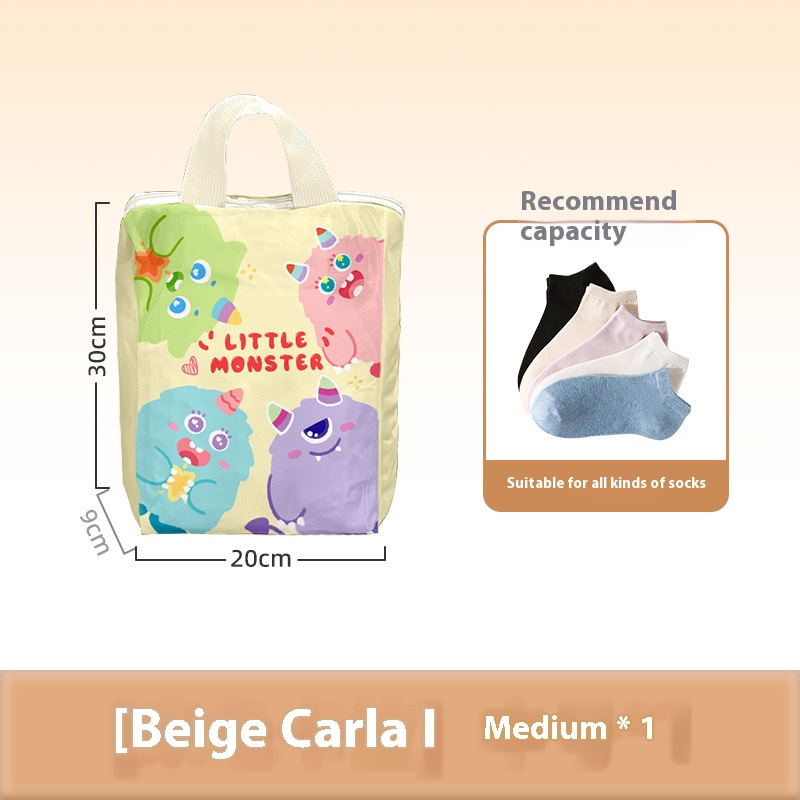 Recommend
capacity
30cm
LITTLE
MONSTER
9cm
20cm
Suitable for all kinds of socks
[Beige Carla I
Medium * 1